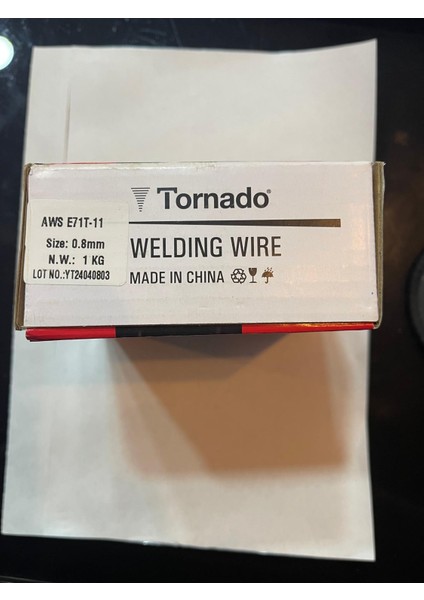 Tornado®
AWS E71T-11
Size: 0.8mm
N.W.: 1 KG
LOT NO.:YT24040803
WELDING WIRE
MADE IN CHINA